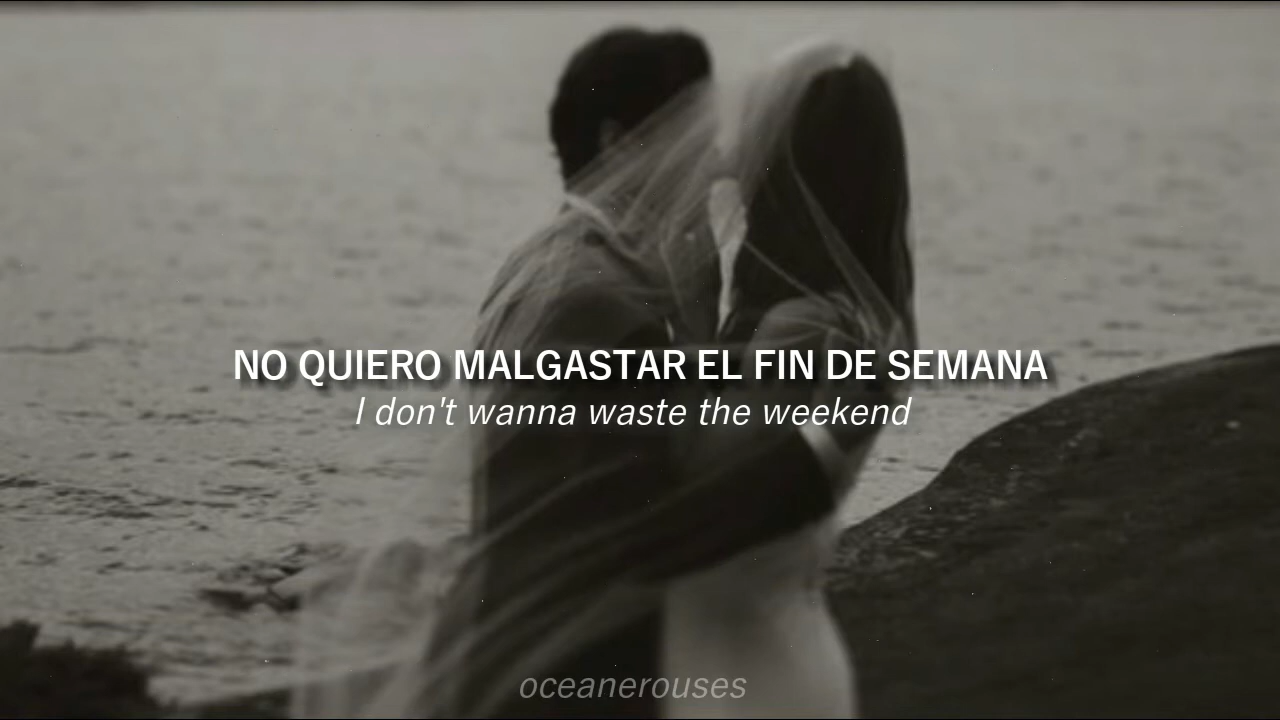 NO QUIERO MALGASTAR EL FIN DE SEMANA
I don't wanna waste the weekend
oceanerouses